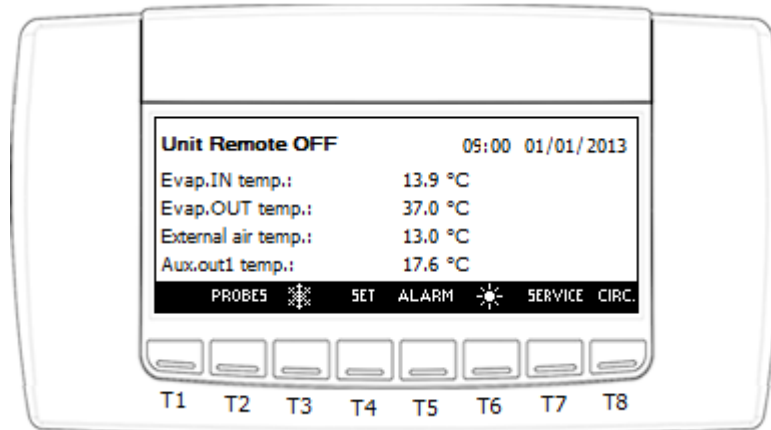 Unit Remote OFF 09:00 01/01/2013
Evap.IN temp.: 13.9 °C
Evap.OUT temp.: 37.0 °C
External air temp.: 13.0 °C
Aux.out1 temp.: 17.6 °C
PROBES SET ALARM SERVICE CIRC.
T1 T2 T3 T4 T5 T6 T7 T8